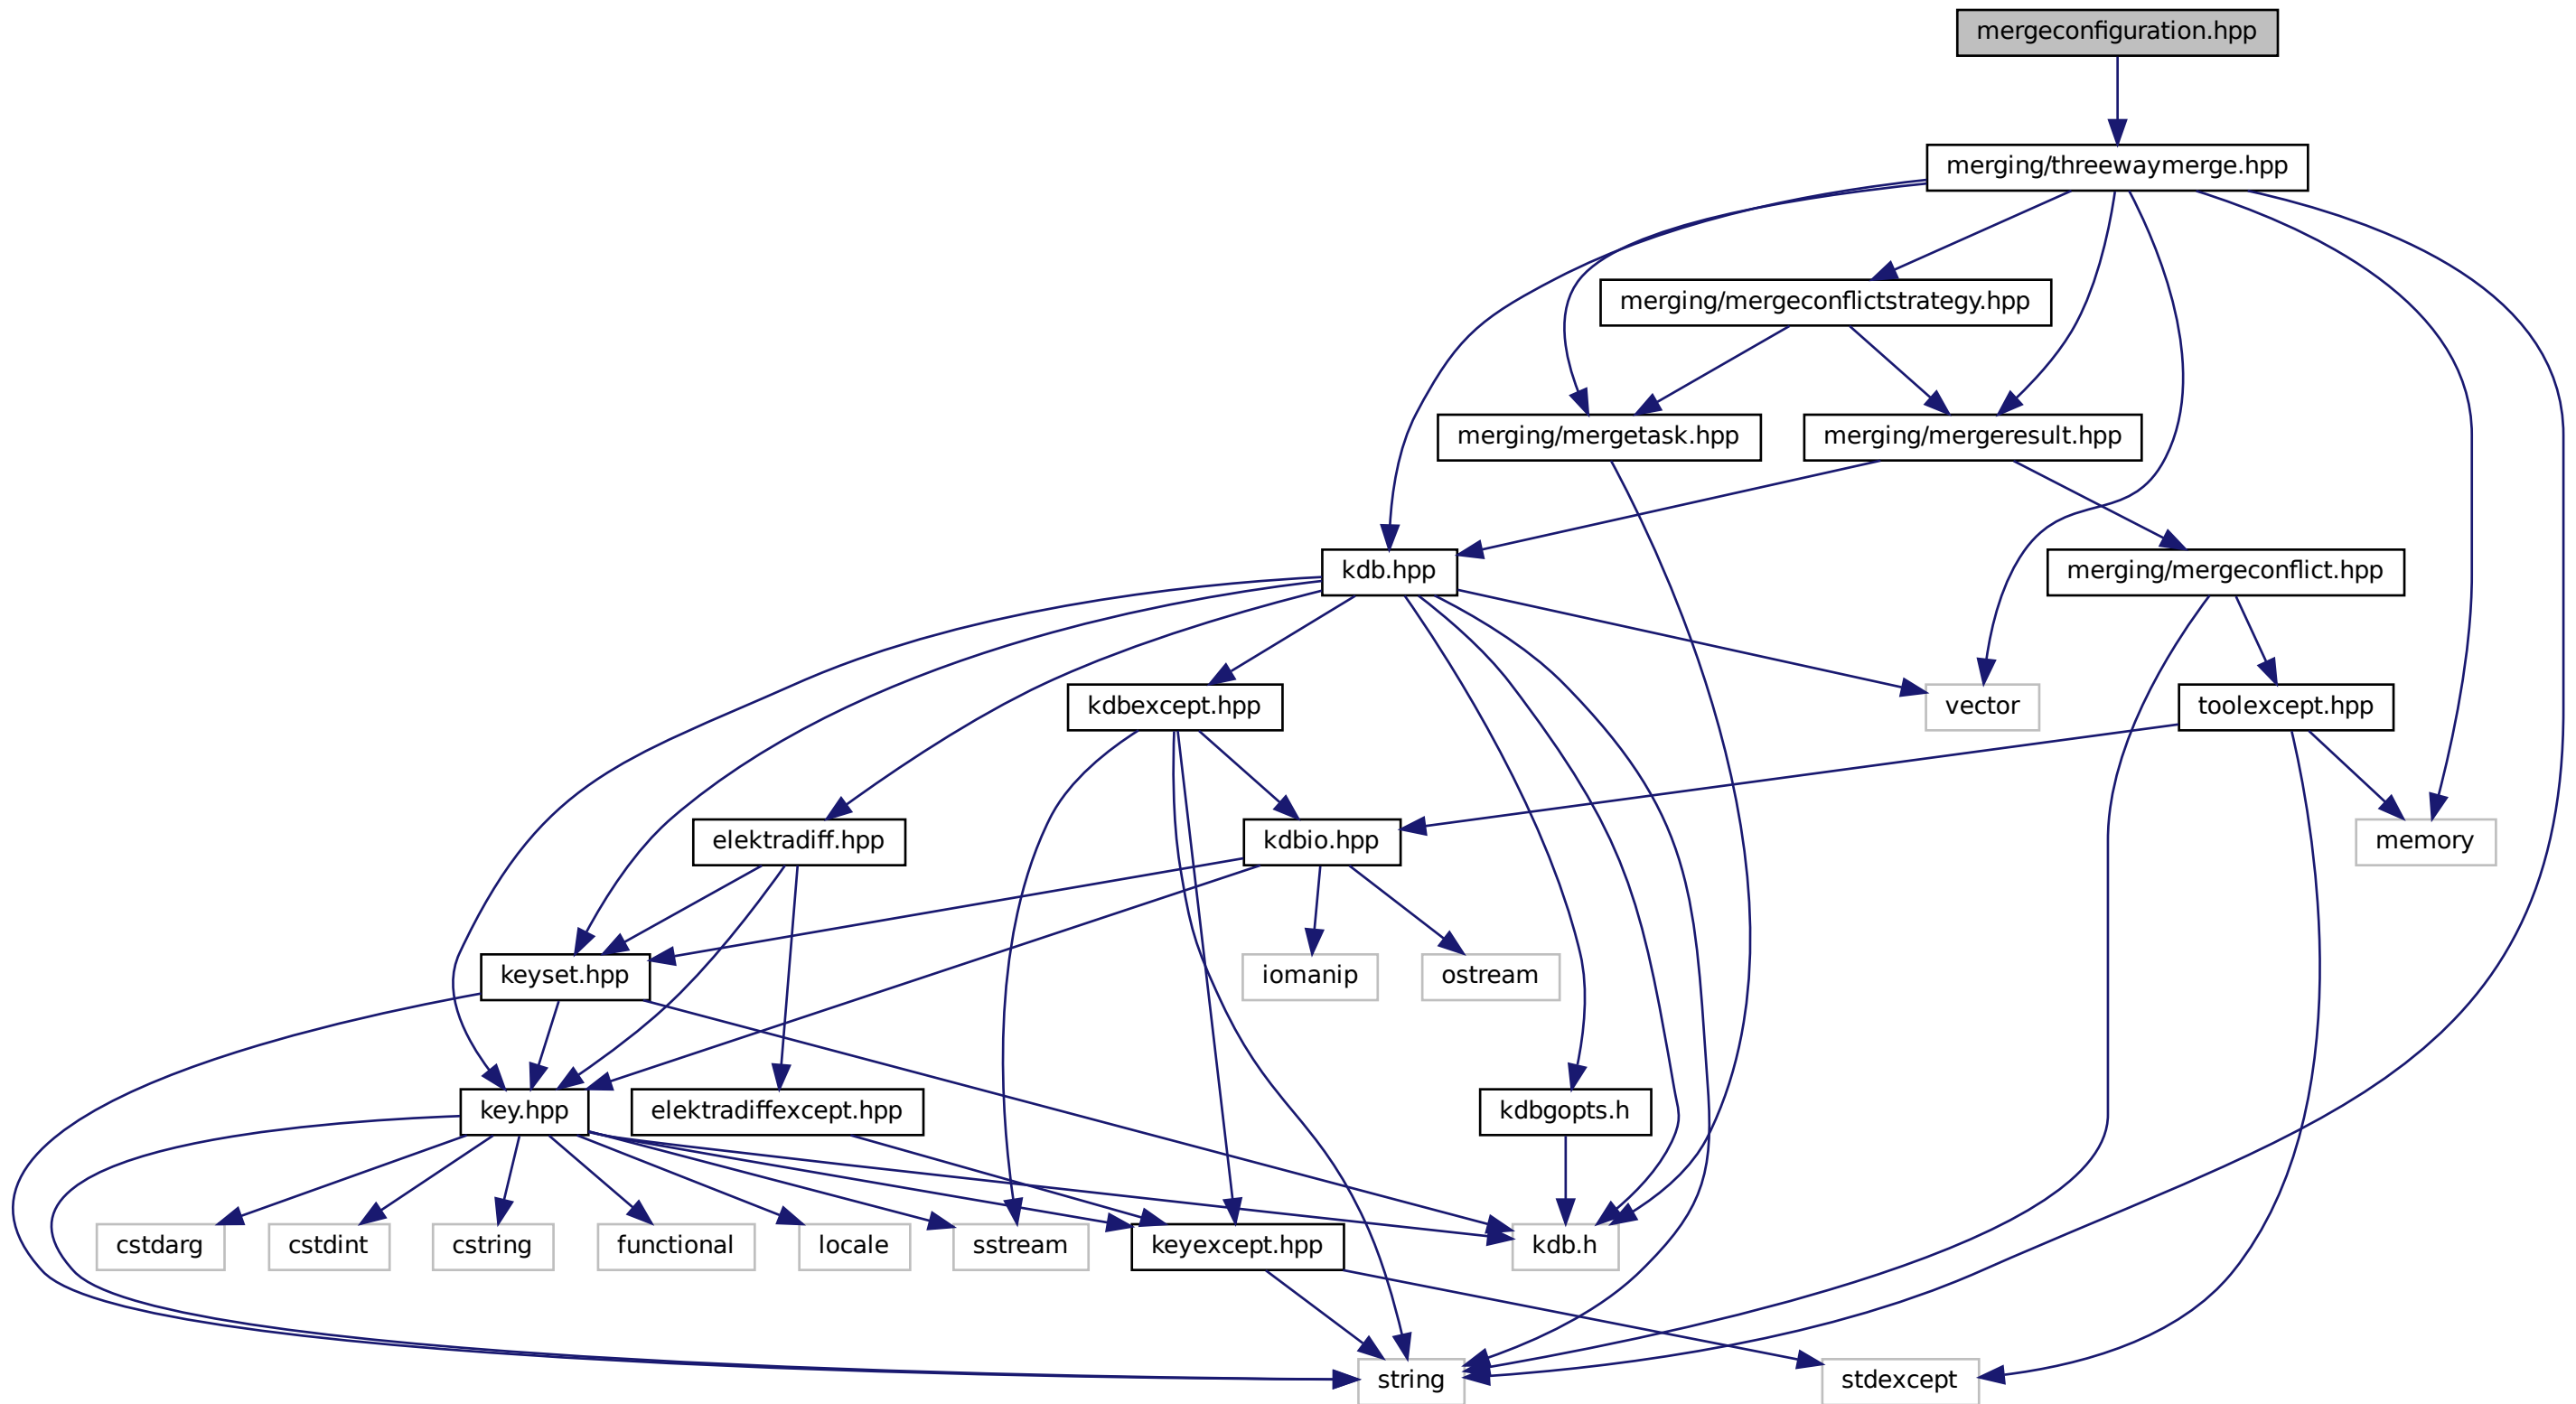 mergeconfiguration.hpp
merging/threewaymerge.hpp
merging/mergeconflictstrategy.hpp
merging/mergetask.hpp
merging/mergeresult.hpp
kdb.hpp
merging/mergeconflict.hpp
kdbexcept.hpp
vector
toolexcept.hpp
elektradiff.hpp
kdbio.hpp
memory
keyset.hpp
iomanip
ostream
key.hpp
elektradiffexcept.hpp
kdbgopts.h
cstdarg
cstdint
cstring
functional
locale
sstream
keyexcept.hpp
kdb.h
string
stdexcept